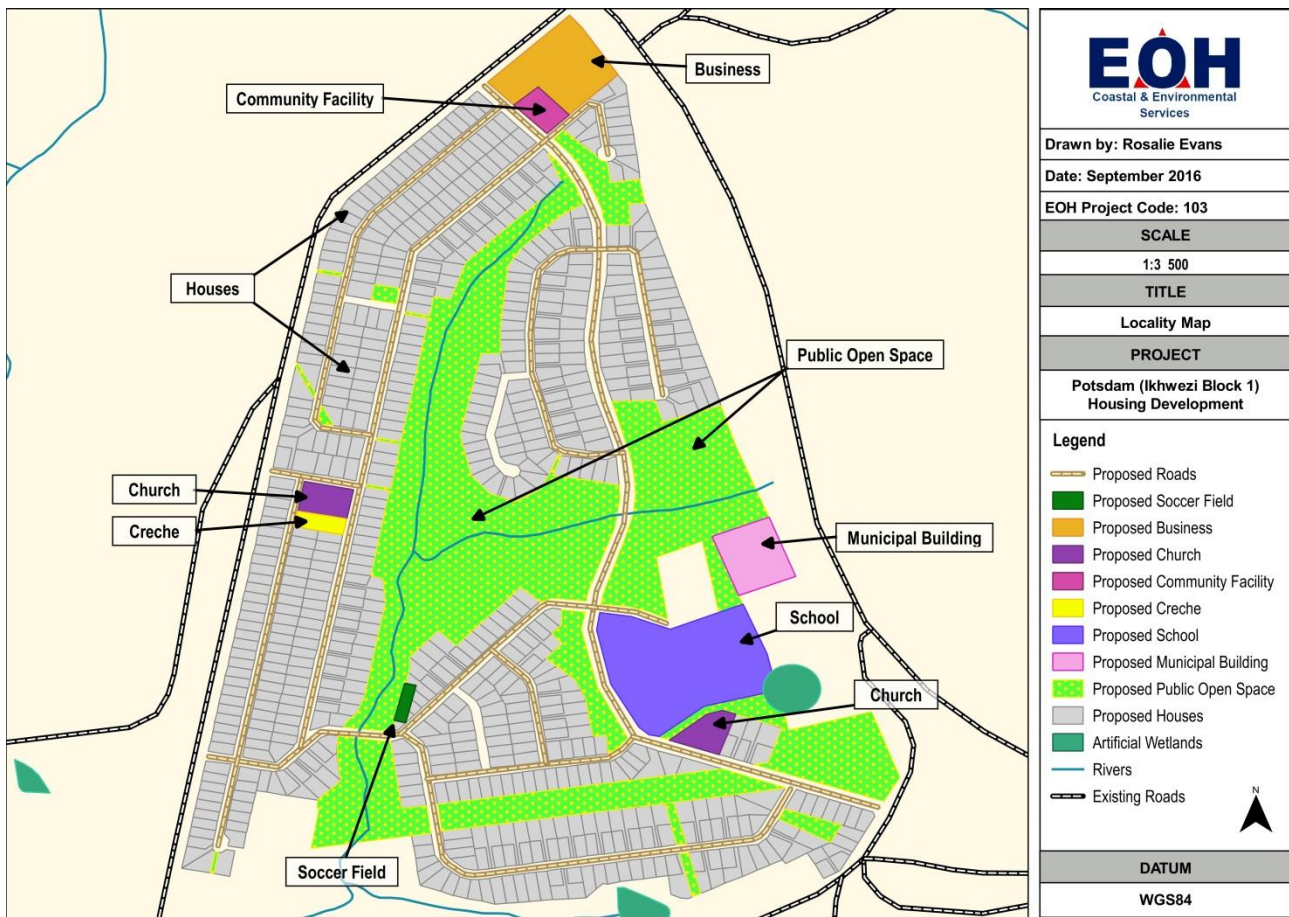 Business
Community Facility
Houses
Public Open Space
Church
Creche
Municipal Building
School
Church
Soccer Field
EOH
Coastal & Environmental
Services
Drawn by: Rosalie Evans
Date: September 2016
EOH Project Code: 103
SCALE
1:3 500
TITLE
Locality Map
PROJECT
Potsdam (Ikhwezi Block 1)
Housing Development
Legend
Proposed Roads
Proposed Soccer Field
Proposed Business
Proposed Church
Proposed Community Facility
Proposed Creche
Proposed School
Proposed Municipal Building
Proposed Public Open Space
Proposed Houses
Artificial Wetlands
Rivers
Existing Roads
N
DATUM
WGS84